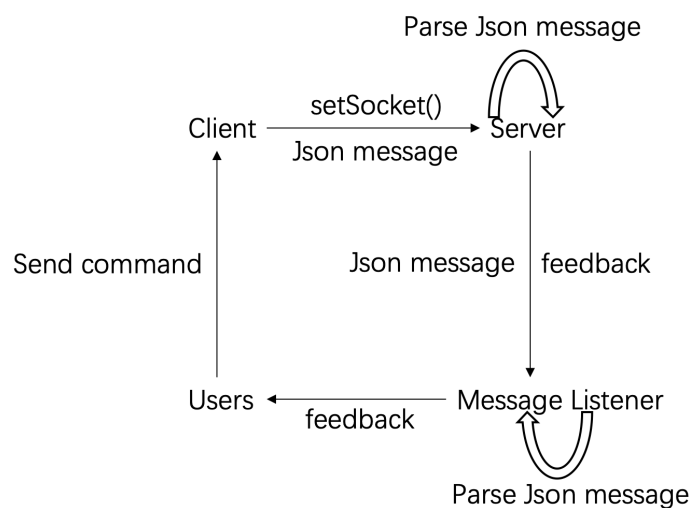 Parse Json message
setSocket()
Client
Server
Json message
Send command
Json message
feedback
Users
Message Listener
feedback
Parse Json message